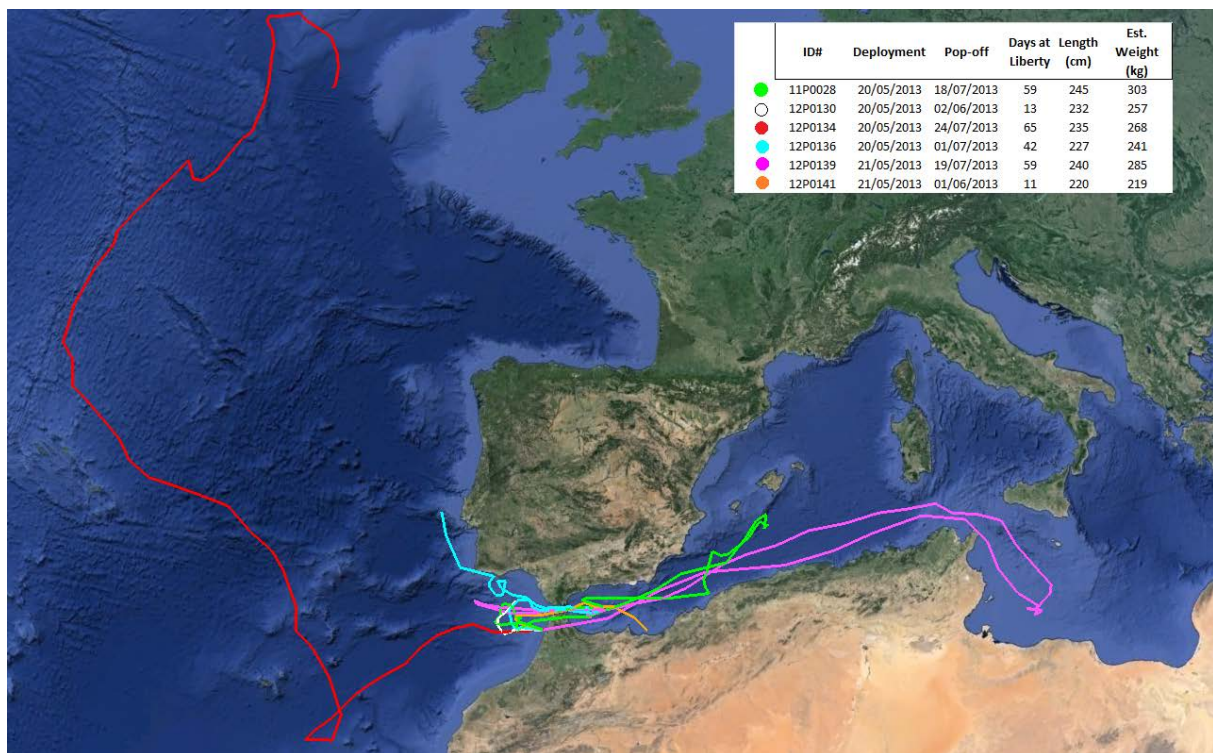 ID# Deployment Pop-off Days at Liberty Length (cm) Est. Weight (kg)
11P0028 20/05/2013 18/07/2013 59 245 303
12P0130 20/05/2013 02/06/2013 13 232 257
12P0134 20/05/2013 24/07/2013 65 235 268
12P0136 20/05/2013 01/07/2013 42 227 241
12P0139 21/05/2013 19/07/2013 59 240 285
12P0141 21/05/2013 01/06/2013 11 220 219